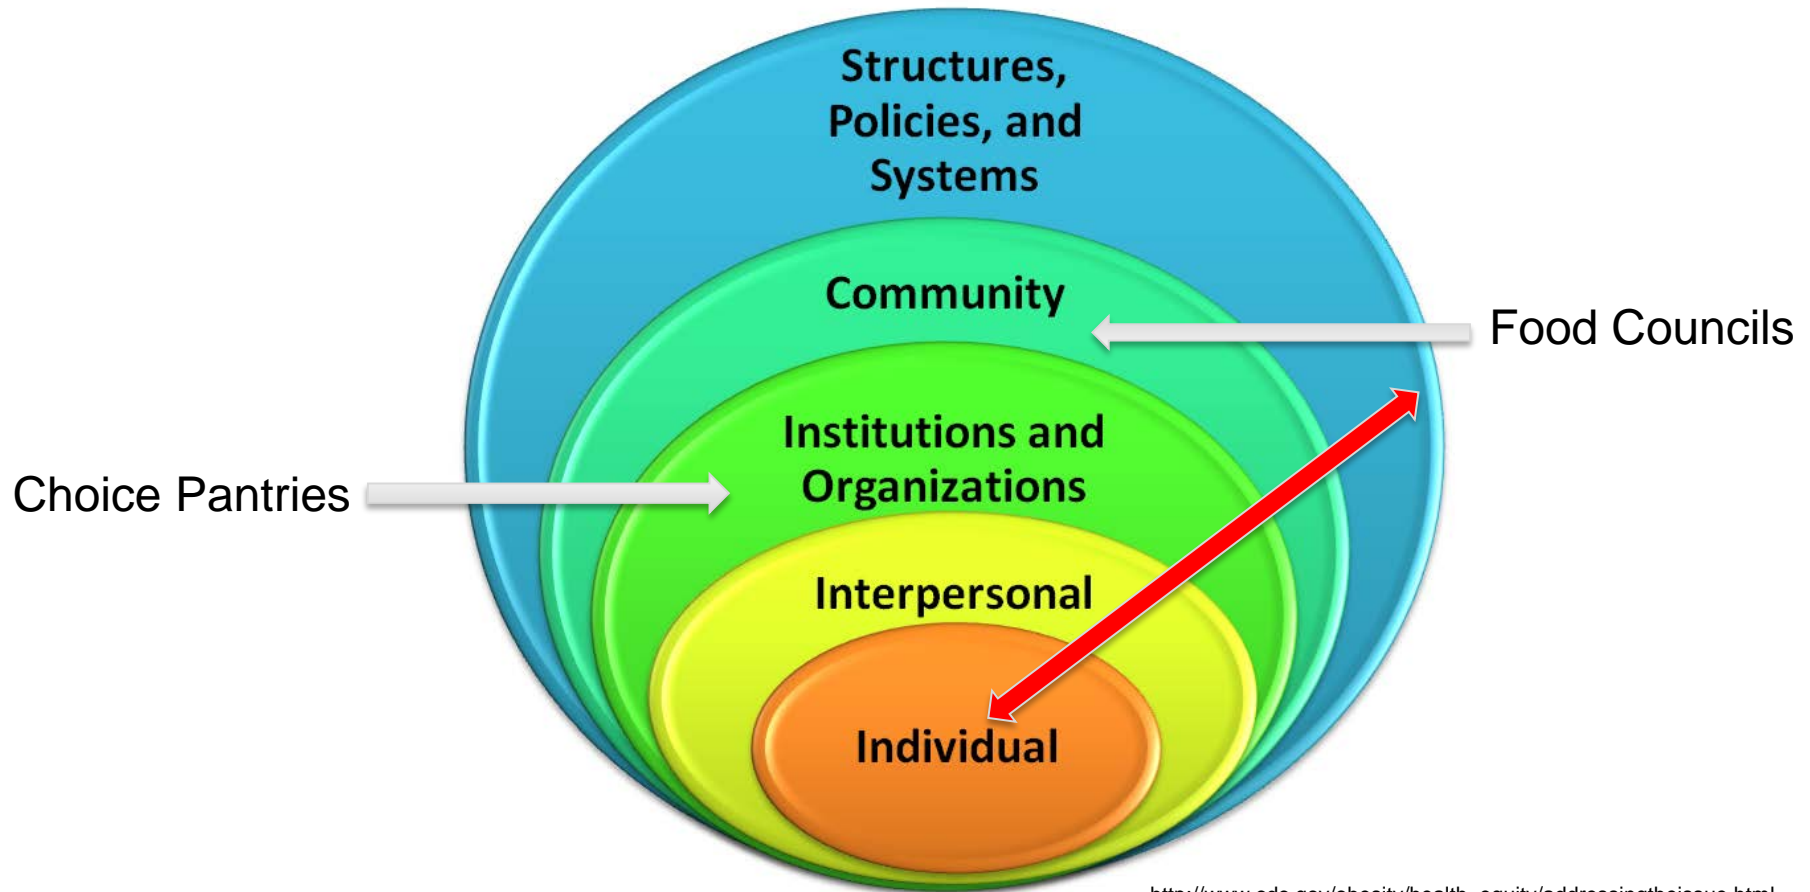 Structures,
Policies, and
Systems
Community
Food Councils
Institutions and
Organizations
Choice Pantries
Interpersonal
Individual